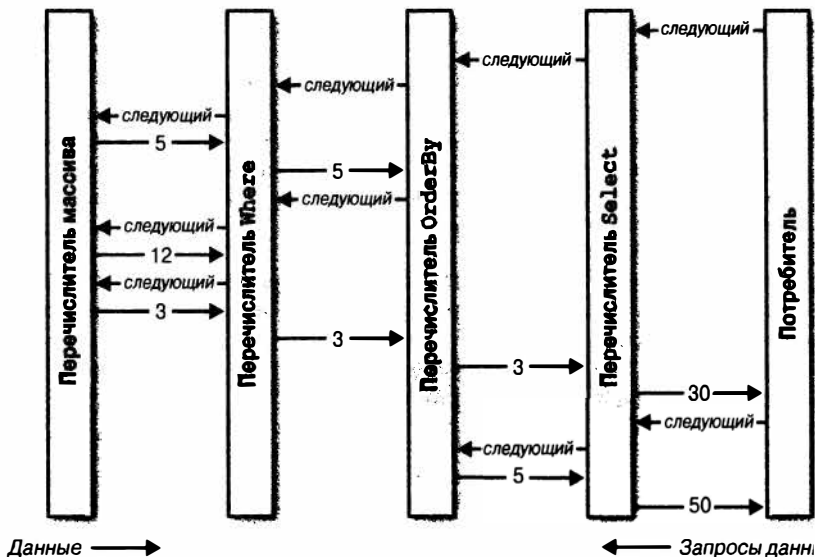 следующий
следующий
следующий
следующий
5
5
следующий
следующий
12
следующий
3
3
3
30
следующий
следующий
5
50
Перечислитель массива
Перечислитель Where
Перечислитель OrderBy
Перечислитель Select
Потребитель
Данные
Запросы данн